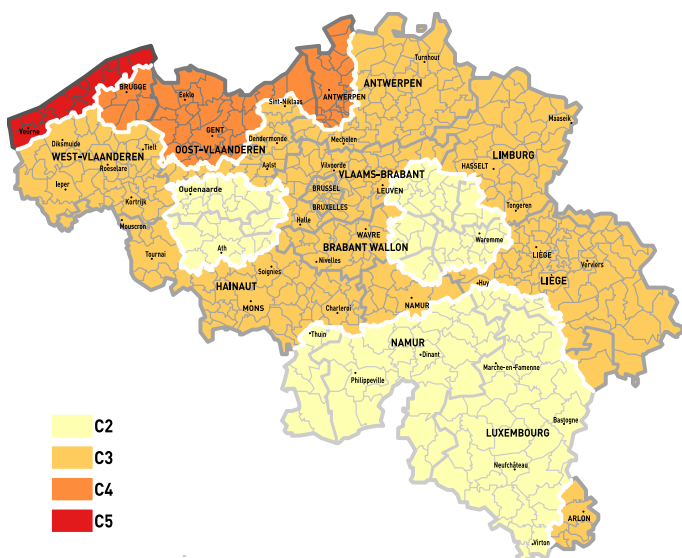 Turnhout
ANTWERPEN
BRUGGE
Eeklo
ANTWERPEN
Sint-Niklaas
Maaseik
Veurne
GENT
Diksmuide
Tielt
OOST-VLAANDEREN
Dendermonde
Mechelen
WEST-VLAANDEREN
LIMBURG
Roeselare
Aalst
Vilvoorde
HASSELT
VLAAMS-BRABANT
Ieper
Oudenaarde
BRUSSEL
LEUVEN
Kortrijk
BRUXELLES
Tongeren
Mouscron
Halle
WAVRE
Waremme
Ath
BRABANT WALLON
LIÈGE
Tournai
Nivelles
Verviers
Soignies
LIÈGE
Huy
HAINAUT
MONS
NAMUR
Charleroi
Thuin
NAMUR
Dinant
Marche-en-Famenne
Philippeville
C2
Bastogne
LUXEMBOURG
C3
Neufchâteau
C4
C5
ARLON
Virton